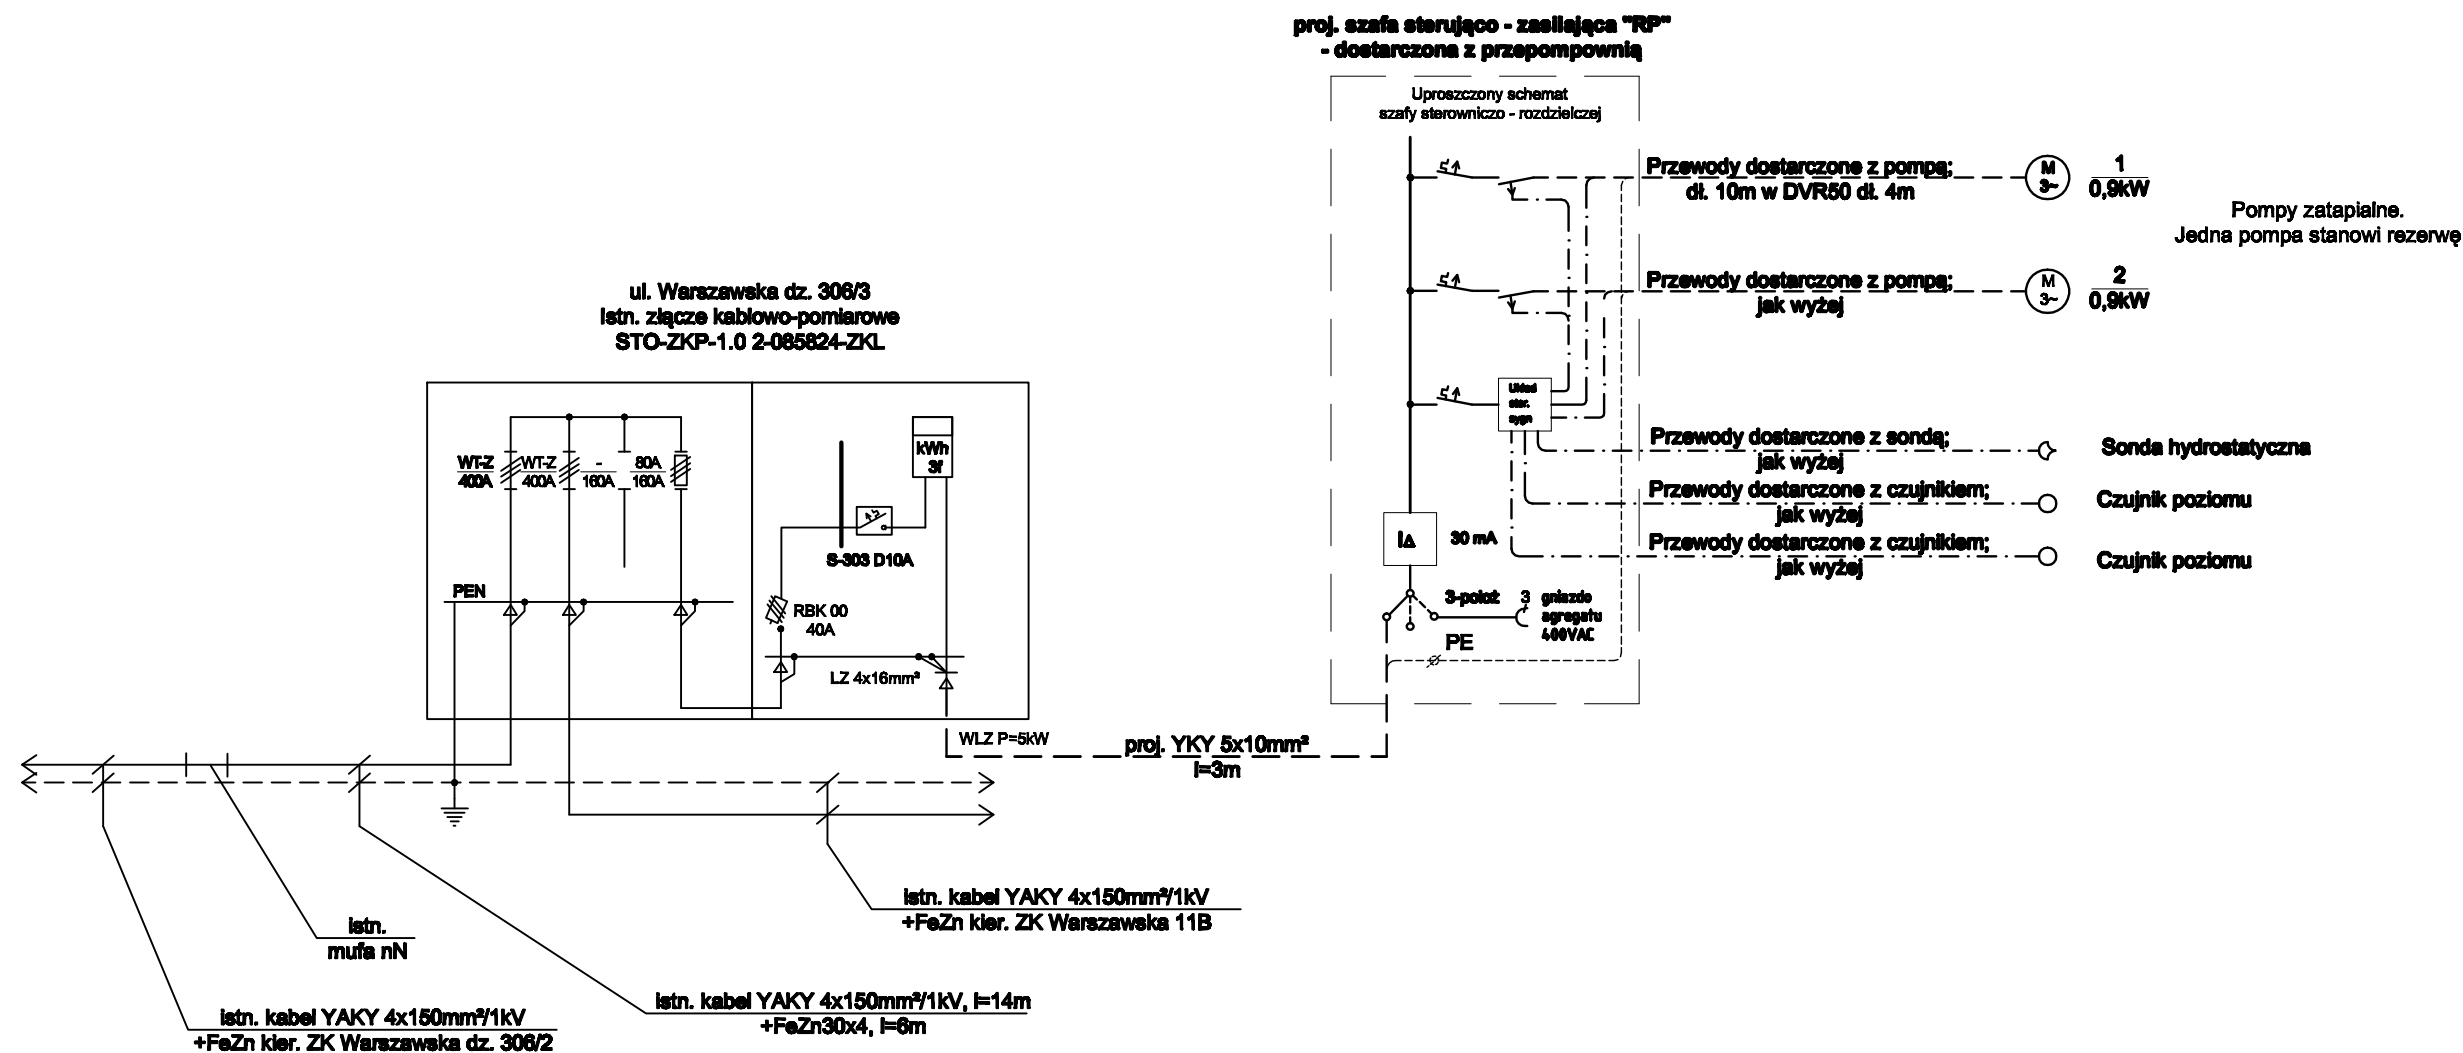 proj. szafa sterująco - zasilająca "RP"
- dostarczona z przepompownią
Uproszczony schemat
szafy sterowniczo - rozdzielczej
Przewody dostarczone z pompą;
dł. 10m w DVR50 dł. 4m
M
3~
1
0,9kW
Pompy zatapialne.
Jedna pompa stanowi rezerwę
Przewody dostarczone z pompą;
jak wyżej
M
3~
2
0,9kW
Układ
ster.
sygn
Przewody dostarczone z sondą;
jak wyżej
Sonda hydrostatyczna
Przewody dostarczone z czujnikiem;
jak wyżej
Czujnik poziomu
Przewody dostarczone z czujnikiem;
jak wyżej
Czujnik poziomu
I∆
30 mA
3-położ
3
gniazdo
agregatu
400VAC
PE
ul. Warszawska dz. 306/3
istn. złącze kablowo-pomiarowe
STO-ZKP-1.0 2-085824-ZKL
WT-Z
400A
WT-Z
400A
-
160A
80A
160A
kWh
3f
S-303 D10A
PEN
RBK 00
40A
LZ 4x16mm²
WLZ P=5kW
proj. YKY 5x10mm²
l=3m
istn. kabel YAKY 4x150mm²/1kV
+FeZn kier. ZK Warszawska 11B
istn.
mufa nN
istn. kabel YAKY 4x150mm²/1kV, l=14m
+FeZn30x4, l=6m
istn. kabel YAKY 4x150mm²/1kV
+FeZn kier. ZK Warszawska dz. 306/2